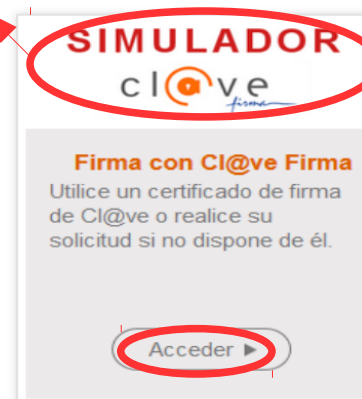 SIMULADOR
cl@ve
firma
Firma con Cl@ve Firma
Utilice un certificado de firma
de Cl@ve o realice su
solicitud si no dispone de él.
Acceder ►